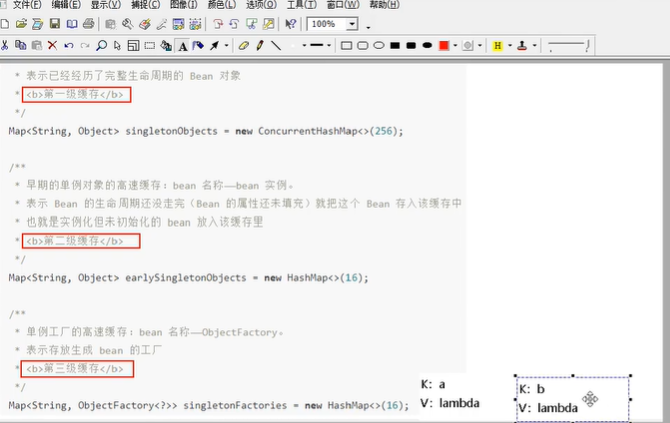 文件(F) 编辑(E) 显示(V) 捕捉(C) 图像(I) 颜色(L) 选项(O) 工具(T) 窗口(W) 帮助(H)
100%
* 表示已经经历了完整生命周期的 Bean 对象
* <b>第一级缓存</b>
*/
Map<String, Object> singletonObjects = new ConcurrentHashMap<>(256);
/**
* 早期的单例对象的高速缓存：bean 名称——bean 实例。
* 表示 Bean 的生命周期还没走完（Bean 的属性还未填充）就把这个 Bean 存入该缓存中
* 也就是实例化但未初始化的 bean 放入该缓存里
* <b>第二级缓存</b>
*/
Map<String, Object> earlySingletonObjects = new HashMap<>(16);
/**
* 单例工厂的高速缓存：bean 名称——ObjectFactory。
* 表示存放生成 bean 的工厂
* <b>第三级缓存</b>
*/
Map<String, ObjectFactory<?>> singletonFactories = new HashMap<>(16);
K: a
V: lambda
K: b
V: lambda